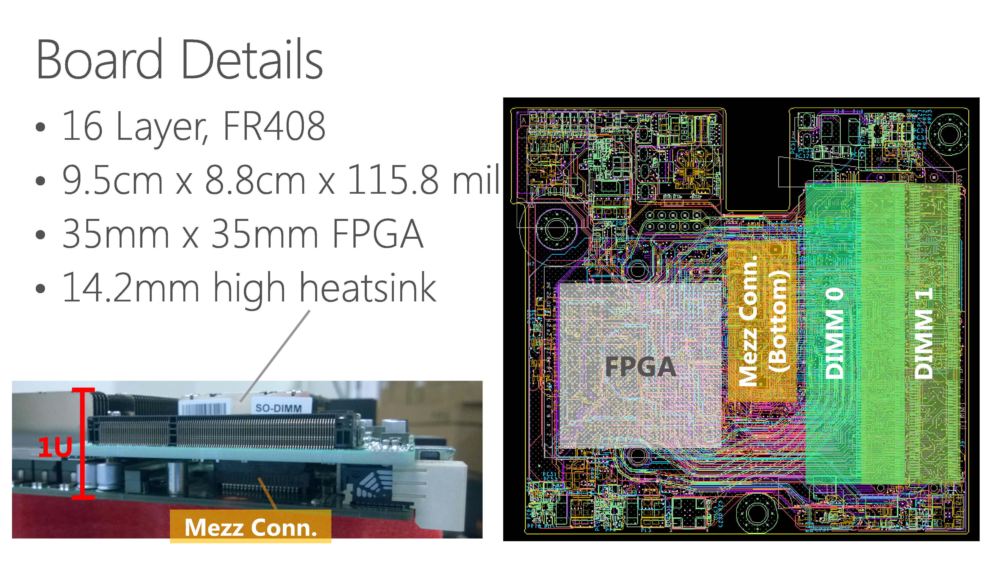 Board Details
• 16 Layer, FR408
• 9.5cm x 8.8cm x 115.8 mil
• 35mm x 35mm FPGA
• 14.2mm high heatsink
SO-DIMM
1U
Mezz Conn.
FPGA
Mezz Conn.
(Bottom)
DIMM 0
DIMM 1